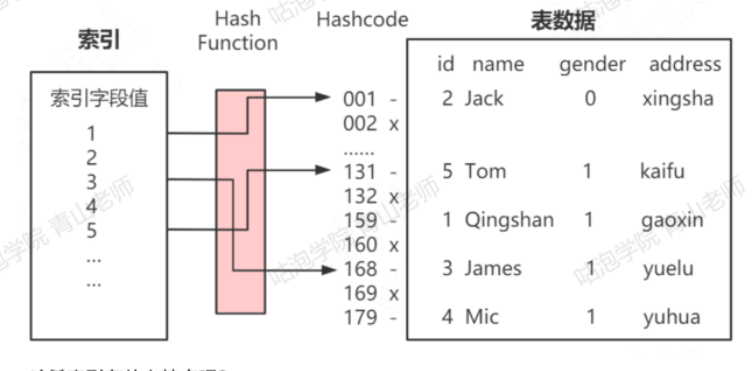 索引
Hash Function
Hashcode
表数据
索引字段值
1
2
3
4
5
...
...
001 -
002 x
......
131 -
132 x
159 -
160 x
168 -
169 x
179 -
id name gender address
2 Jack 0 xingsha
5 Tom 1 kaifu
1 Qingshan 1 gaoxin
3 James 1 yuelu
4 Mic 1 yuhua
咕泡学院 青山老师
咕泡学院 青山老师
咕泡学院 青山老师